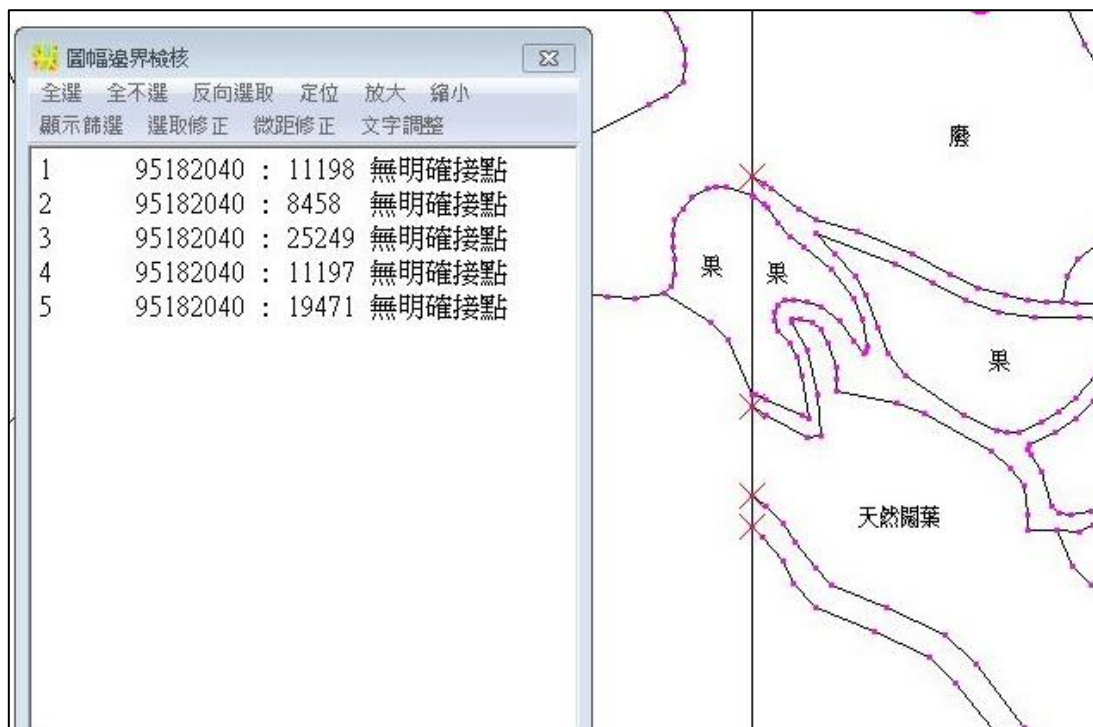 圖幅邊界檢核
全選 全不選 反向選取 定位 放大 縮小
顯示篩選 選取修正 微距修正 文字調整
1 95182040 : 11198 無明確接點
2 95182040 : 8458 無明確接點
3 95182040 : 25249 無明確接點
4 95182040 : 11197 無明確接點
5 95182040 : 19471 無明確接點
廢
果
果
果
天然闊葉